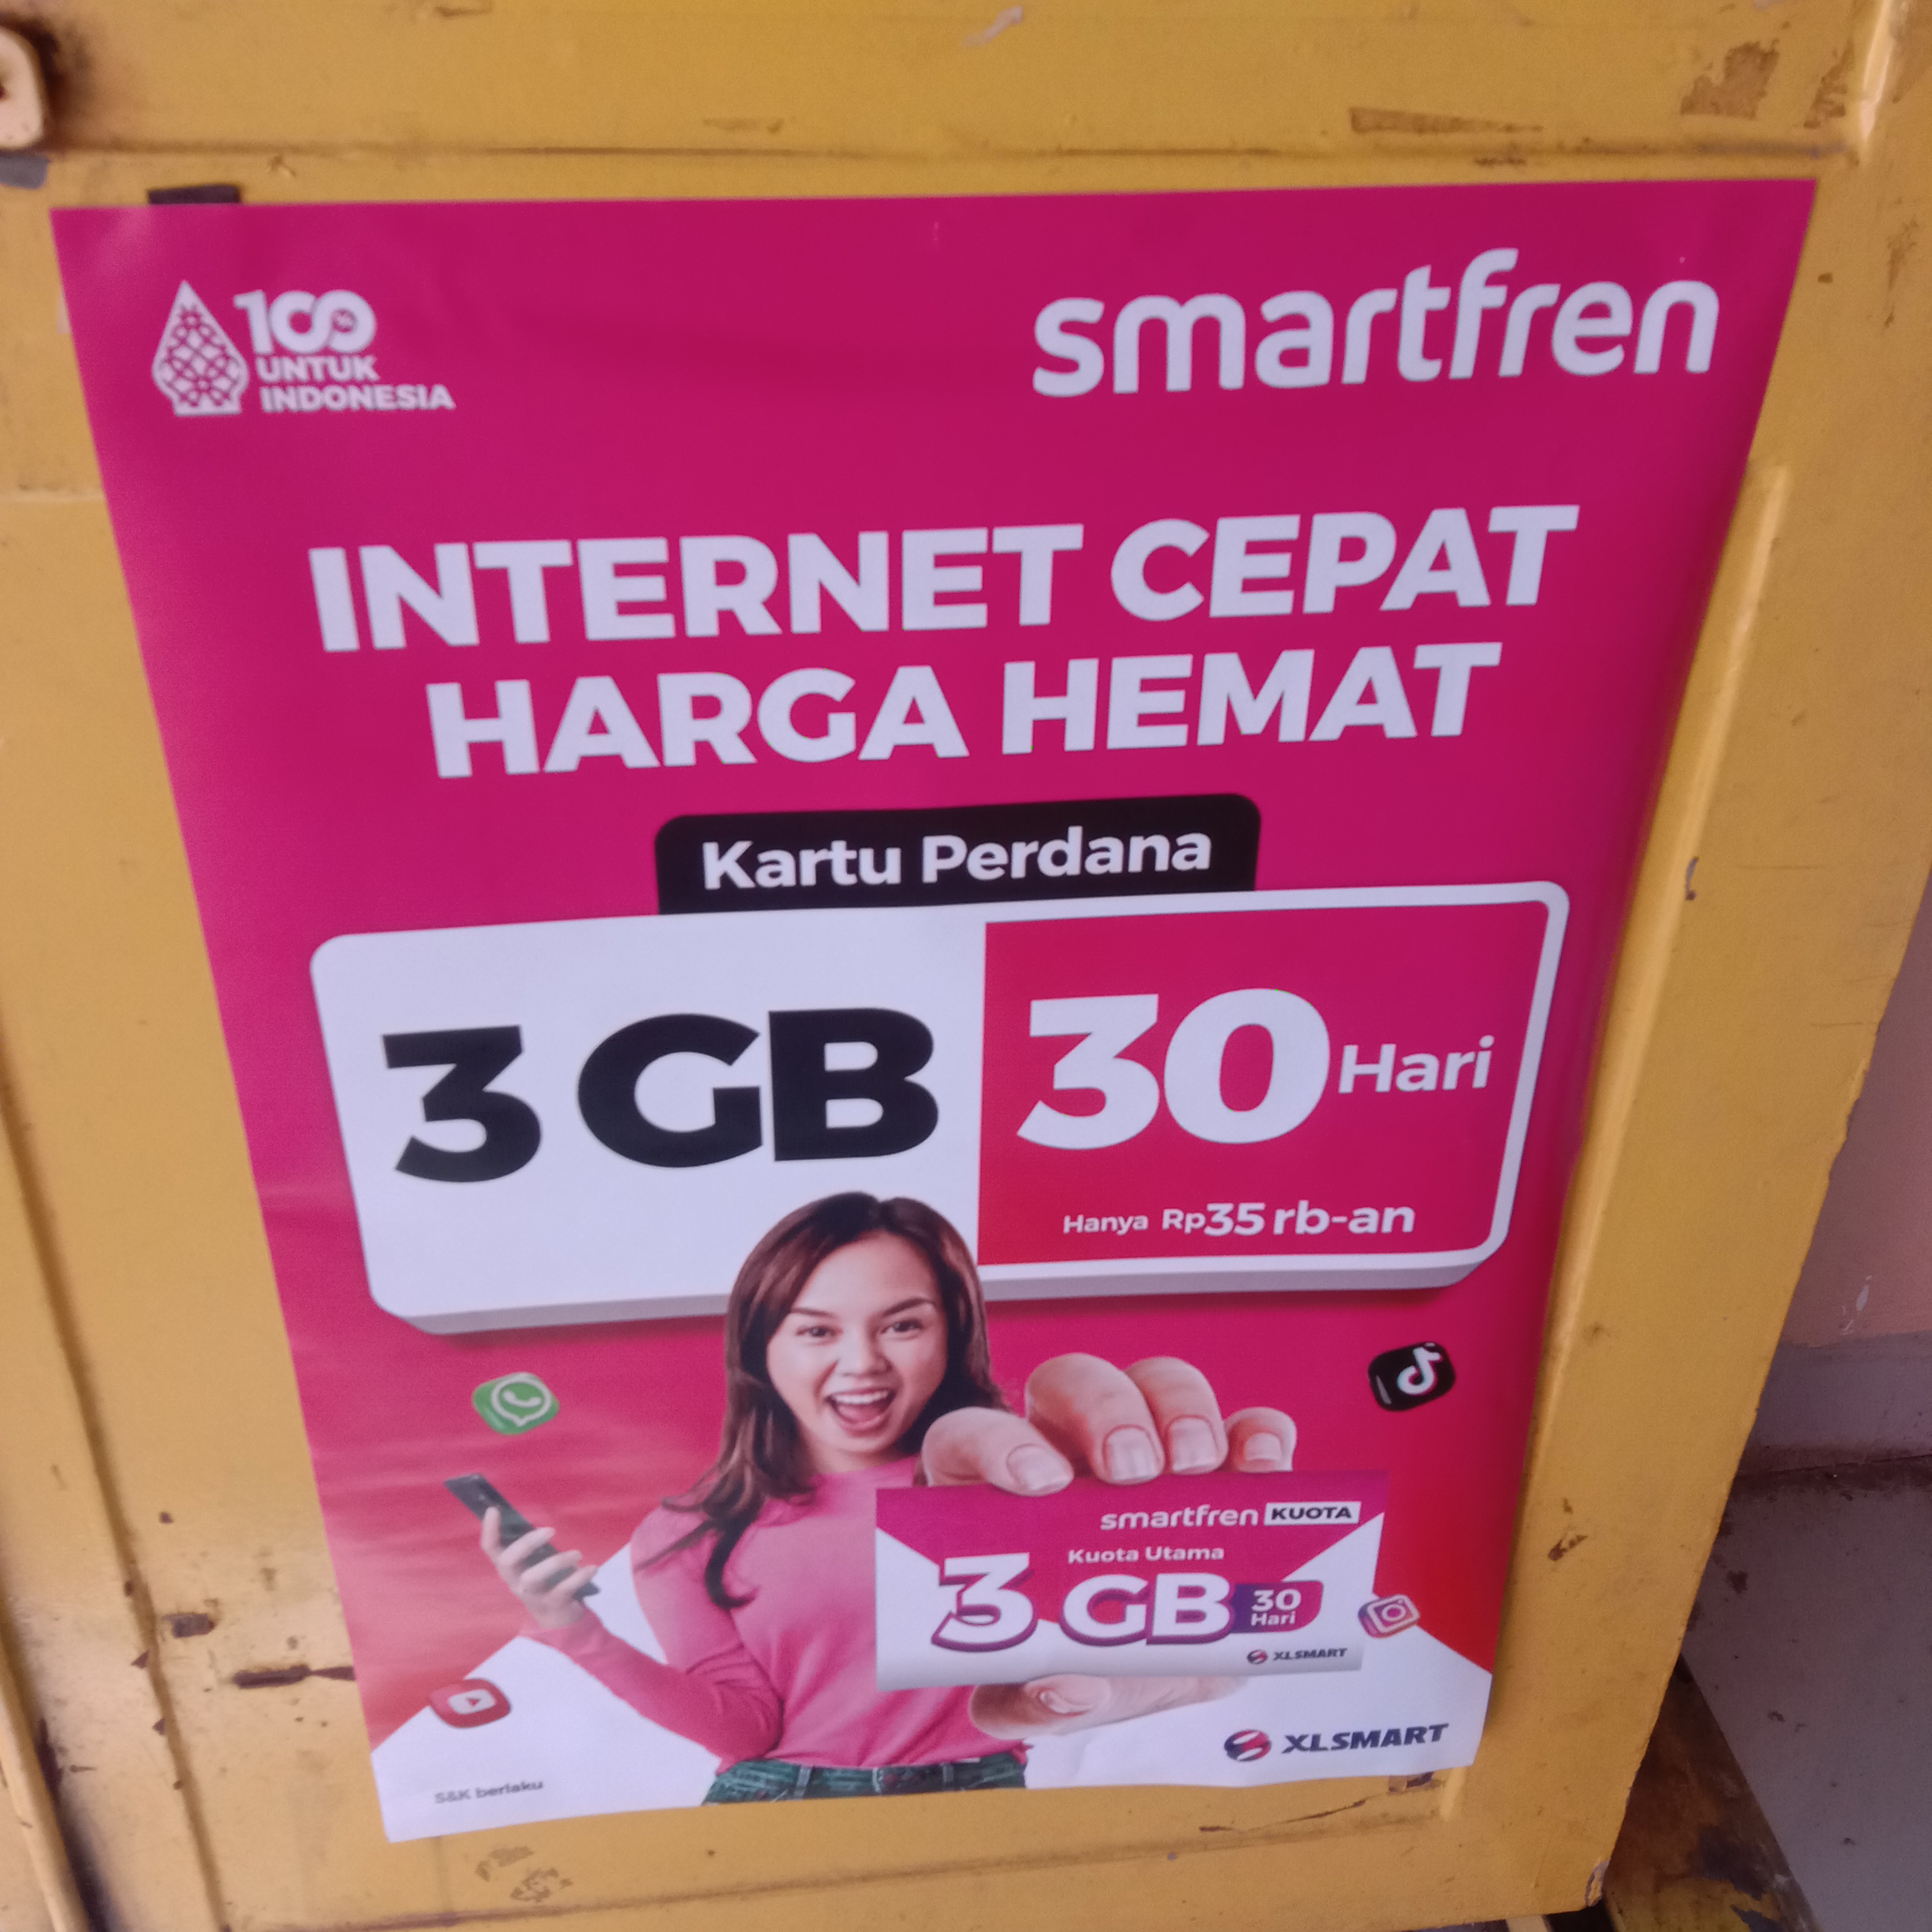 100%
UNTUK
INDONESIA
smartfren
INTERNET CEPAT
HARGA HEMAT
Kartu Perdana
3 GB
30 Hari
Hanya Rp35 rb-an
smartfren KUOTA
Kuota Utama
3 GB 30 Hari
XLSMART
XLSMART
S&K berlaku